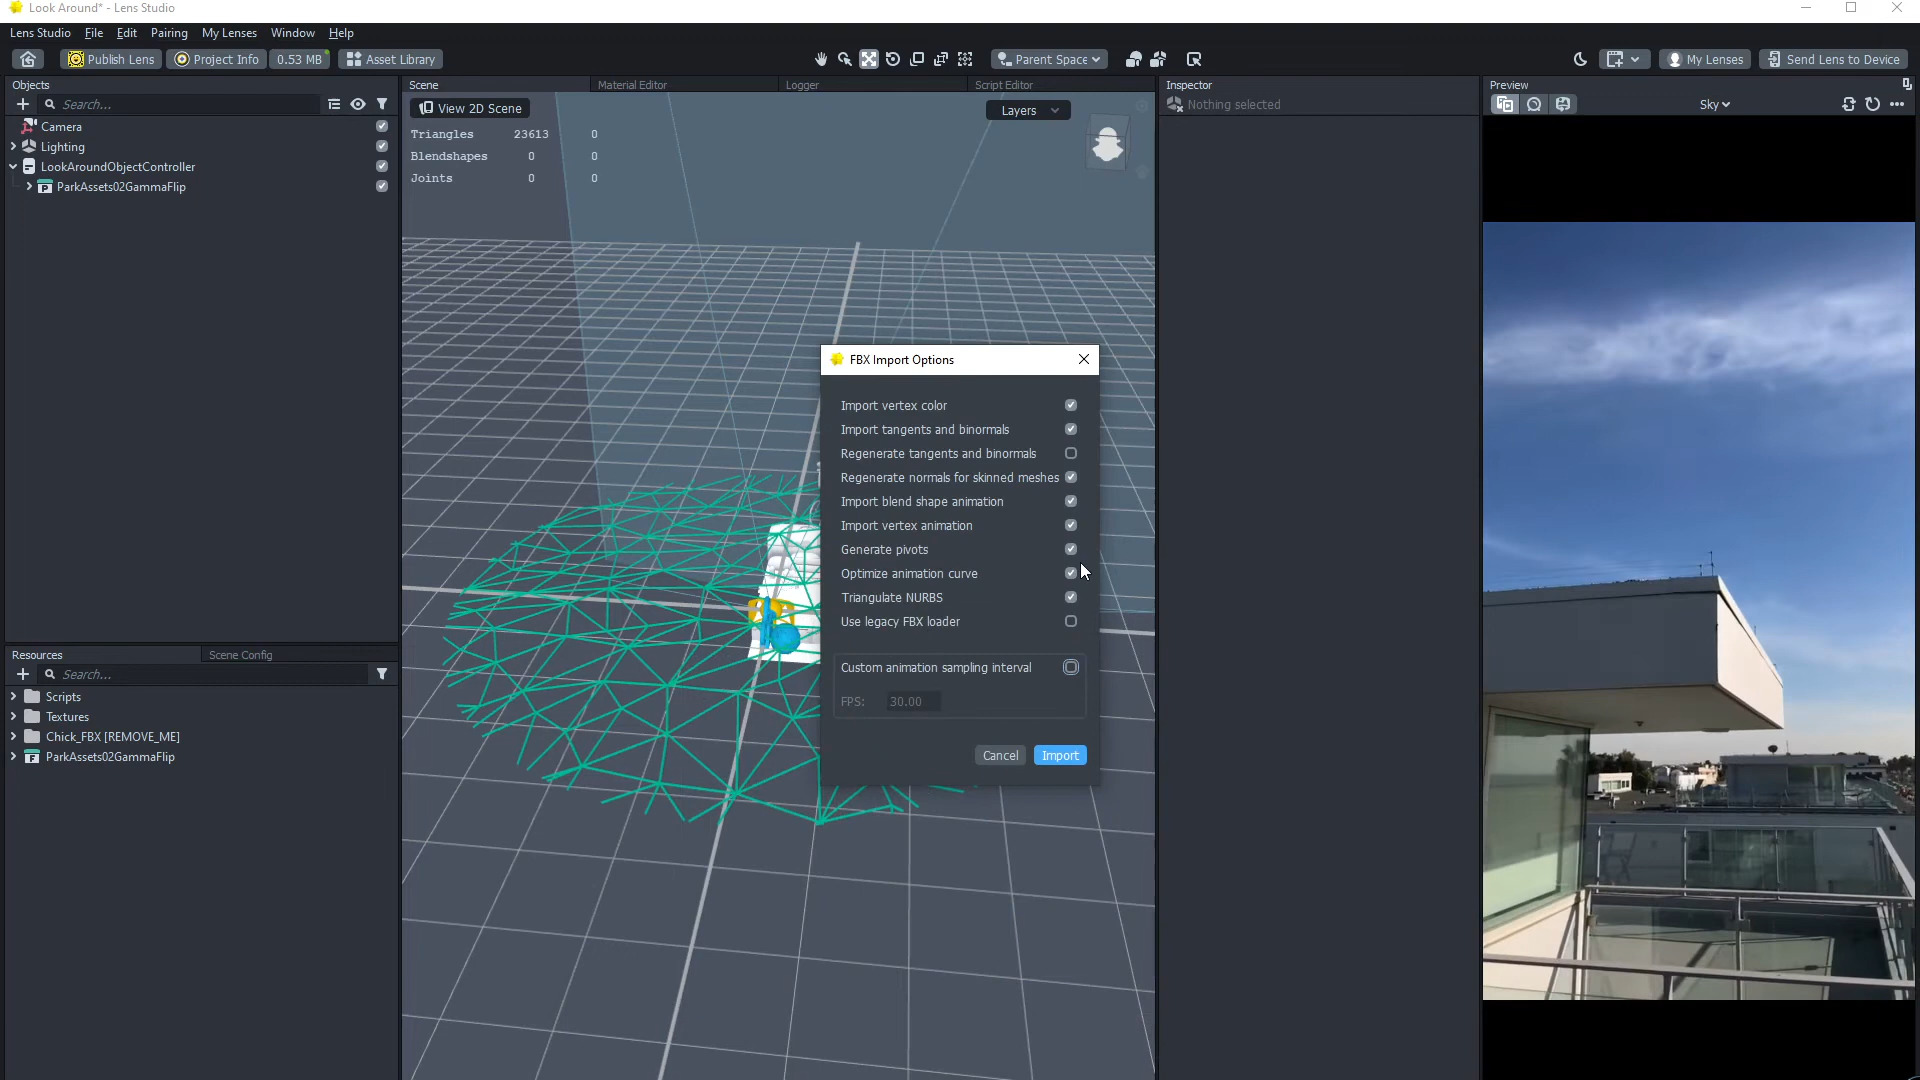 Look Around* - Lens Studio
Lens Studio File Edit Pairing My Lenses Window Help
Publish Lens Project Info 0.53 MB Asset Library Parent Space My Lenses Send Lens to Device
Objects
Search...
Camera
Lighting
LookAroundObjectController
ParkAssets02GammaFlip
Resources Scene Config
Search...
Scripts
Textures
Chick_FBX [REMOVE_ME]
ParkAssets02GammaFlip
Scene Material Editor Logger Script Editor
View 2D Scene Layers
Triangles 23613 0
Blendshapes 0 0
Joints 0 0
FBX Import Options
Import vertex color
Import tangents and binormals
Regenerate tangents and binormals
Regenerate normals for skinned meshes
Import blend shape animation
Import vertex animation
Generate pivots
Optimize animation curve
Triangulate NURBS
Use legacy FBX loader
Custom animation sampling interval
FPS: 30.00
Cancel Import
Inspector
Nothing selected
Preview
Sky